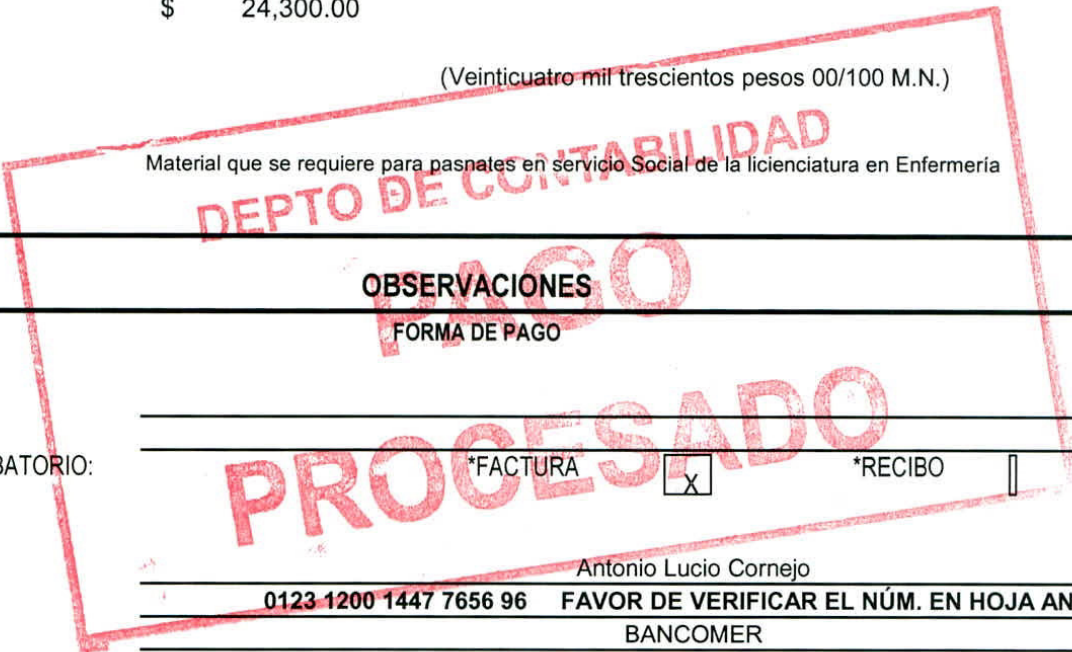 $ 24,300.00
(Veinticuatro mil trescientos pesos 00/100 M.N.)
Material que se requiere para pasnates en servicio Social de la licienciatura en Enfermería
DEPTO DE CONTABILIDAD
PAGO
PROCESADO
OBSERVACIONES
FORMA DE PAGO
BATORIO: *FACTURA X *RECIBO
Antonio Lucio Cornejo
0123 1200 1447 7656 96 FAVOR DE VERIFICAR EL NÚM. EN HOJA AN
BANCOMER